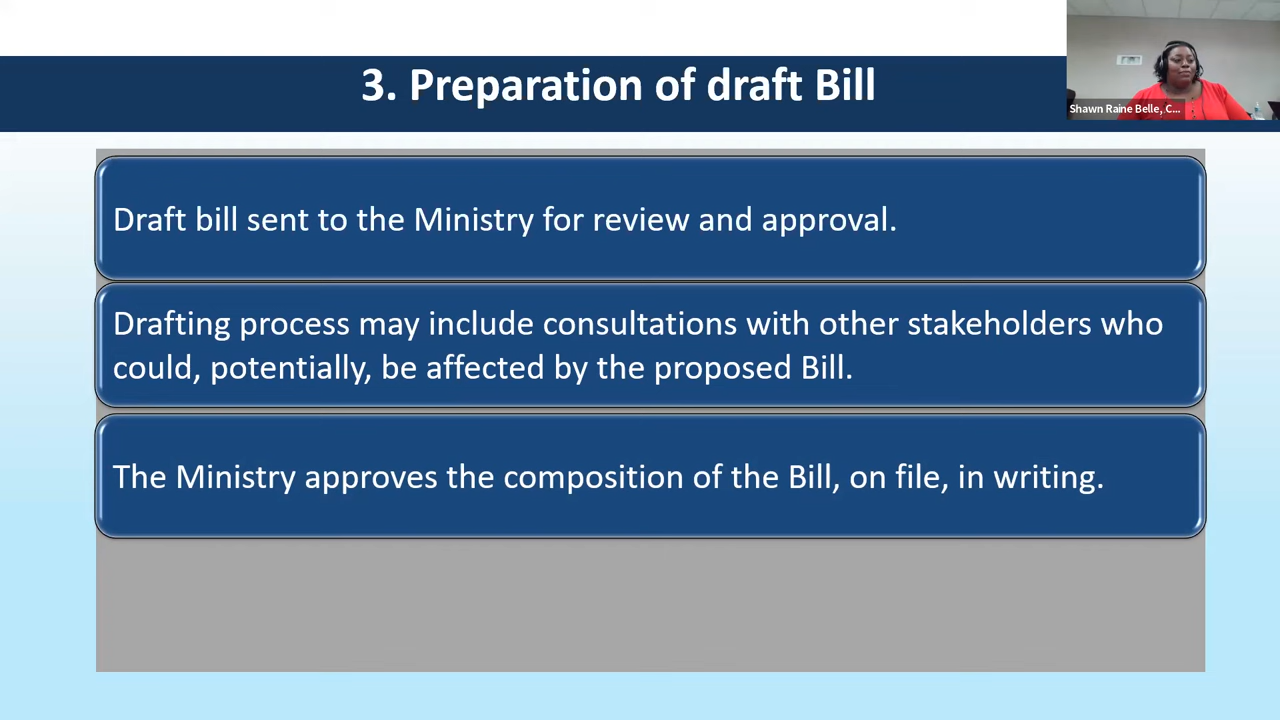 3. Preparation of draft Bill
Shawn Raine Belle, C...
Draft bill sent to the Ministry for review and approval.
Drafting process may include consultations with other stakeholders who
could, potentially, be affected by the proposed Bill.
The Ministry approves the composition of the Bill, on file, in writing.